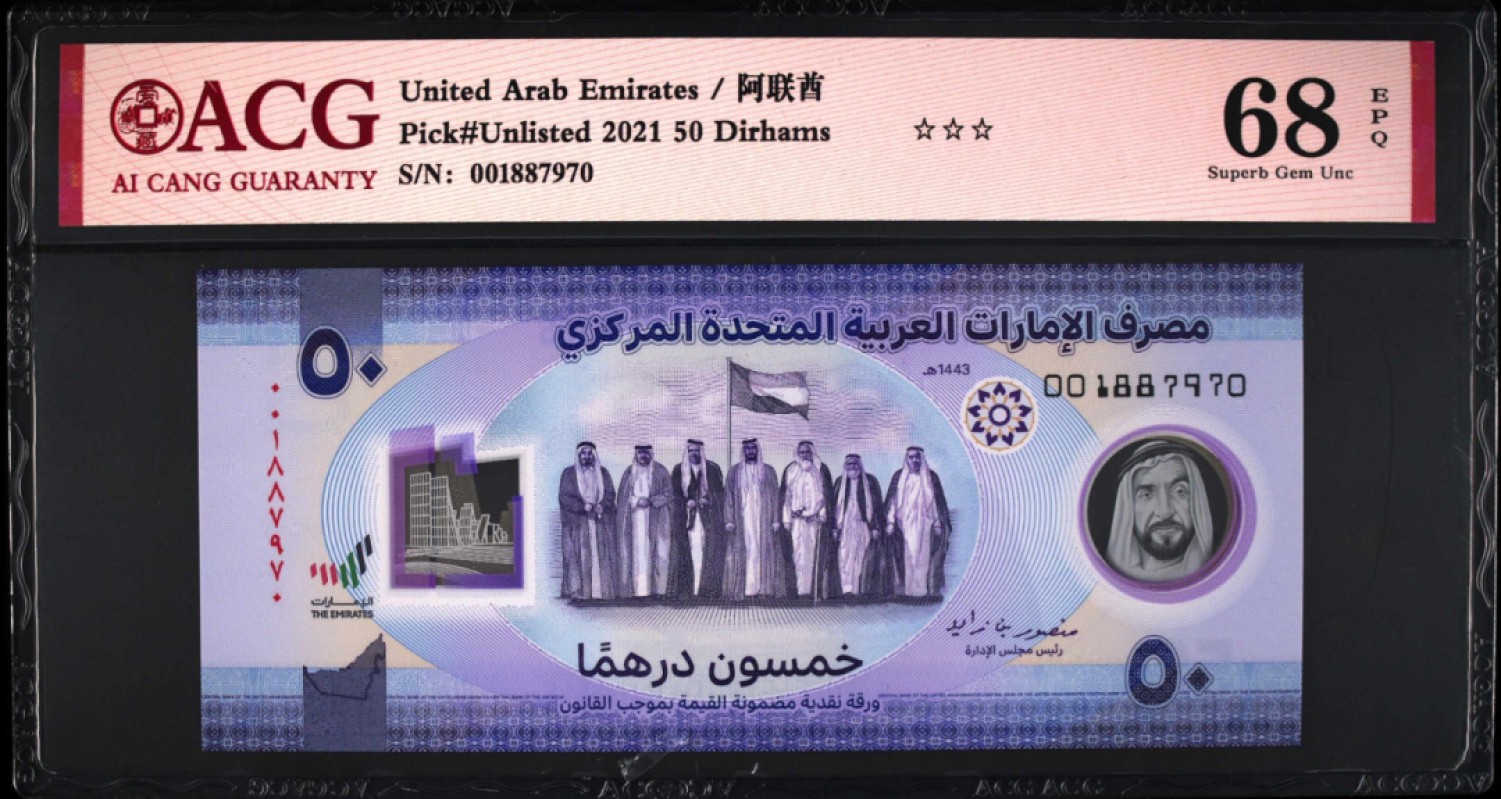 ACG
AI CANG GUARANTY
United Arab Emirates / 阿联酋
Pick#Unlisted 2021 50 Dirhams
S/N: 001887970
☆☆☆
68
EPQ
Superb Gem Unc
مصرف الإمارات العربية المتحدة المركزي
٥٠
1443هـ
001887970
٠٠١٨٨٧٩٧٠
الإمارات
THE EMIRATES
منصور بن زايد
رئيس مجلس الإدارة
خمسون درهمًا
٥٠
ورقة نقدية مضمونة القيمة بموجب القانون